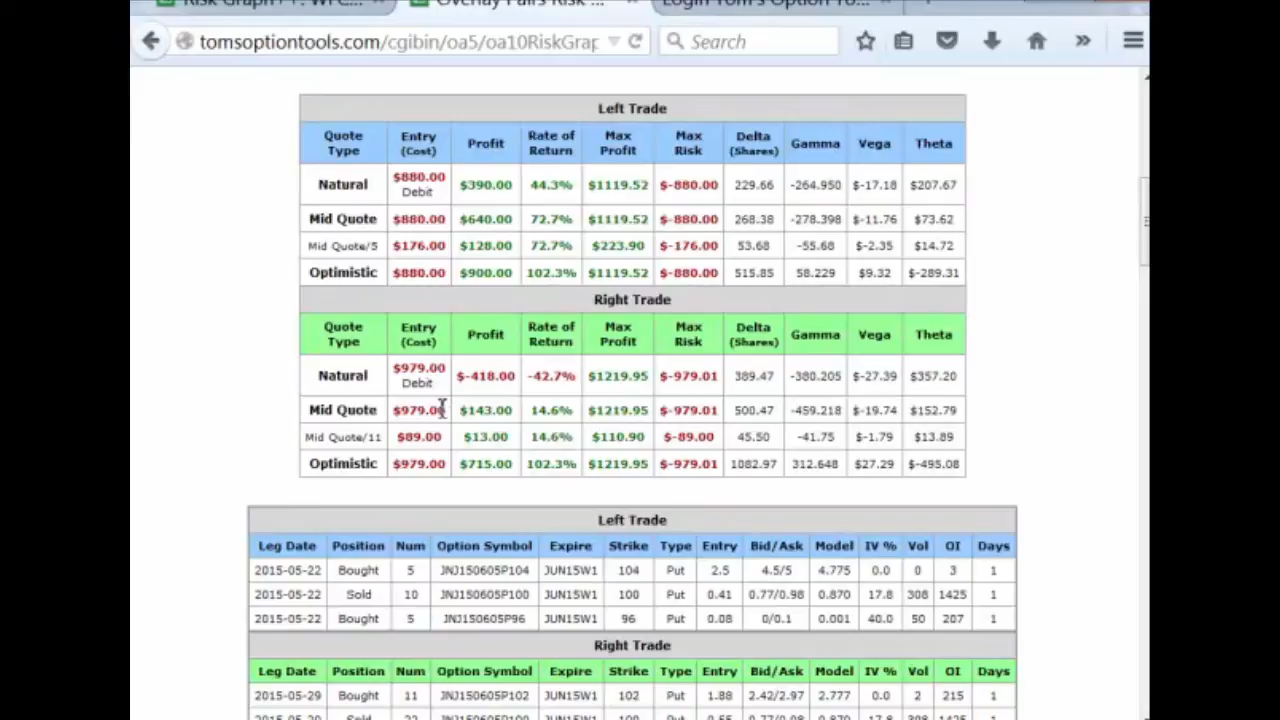 Risk Graph++: WFC... Overlay Pairs Risk ... Login Tom's Option To...
tomsoptiontools.com/cgibin/oa5/oa10RiskGrap Search
Left Trade
Quote Type Entry (Cost) Profit Rate of Return Max Profit Max Risk Delta (Shares) Gamma Vega Theta
Natural $880.00 Debit $390.00 44.3% $1119.52 $-880.00 229.66 -264.950 $-17.18 $207.67
Mid Quote $880.00 $640.00 72.7% $1119.52 $-880.00 268.38 -278.398 $-11.76 $73.62
Mid Quote/5 $176.00 $128.00 72.7% $223.90 $-176.00 53.68 -55.68 $-2.35 $14.72
Optimistic $880.00 $900.00 102.3% $1119.52 $-880.00 515.85 58.229 $9.32 $-289.31
Right Trade
Quote Type Entry (Cost) Profit Rate of Return Max Profit Max Risk Delta (Shares) Gamma Vega Theta
Natural $979.00 Debit $-418.00 -42.7% $1219.95 $-979.01 389.47 -380.205 $-27.39 $357.20
Mid Quote $979.00 $143.00 14.6% $1219.95 $-979.01 500.47 -459.218 $-19.74 $152.79
Mid Quote/11 $89.00 $13.00 14.6% $110.90 $-89.00 45.50 -41.75 $-1.79 $13.89
Optimistic $979.00 $715.00 102.3% $1219.95 $-979.01 1082.97 312.648 $27.29 $-495.08
Left Trade
Leg Date Position Num Option Symbol Expire Strike Type Entry Bid/Ask Model IV % Vol OI Days
2015-05-22 Bought 5 JNJ150605P104 JUN15W1 104 Put 2.5 4.5/5 4.775 0.0 0 3 1
2015-05-22 Sold 10 JNJ150605P100 JUN15W1 100 Put 0.41 0.77/0.98 0.870 17.8 308 1425 1
2015-05-22 Bought 5 JNJ150605P96 JUN15W1 96 Put 0.08 0/0.1 0.001 40.0 50 207 1
Right Trade
Leg Date Position Num Option Symbol Expire Strike Type Entry Bid/Ask Model IV % Vol OI Days
2015-05-29 Bought 11 JNJ150605P102 JUN15W1 102 Put 1.88 2.42/2.97 2.777 0.0 2 215 1